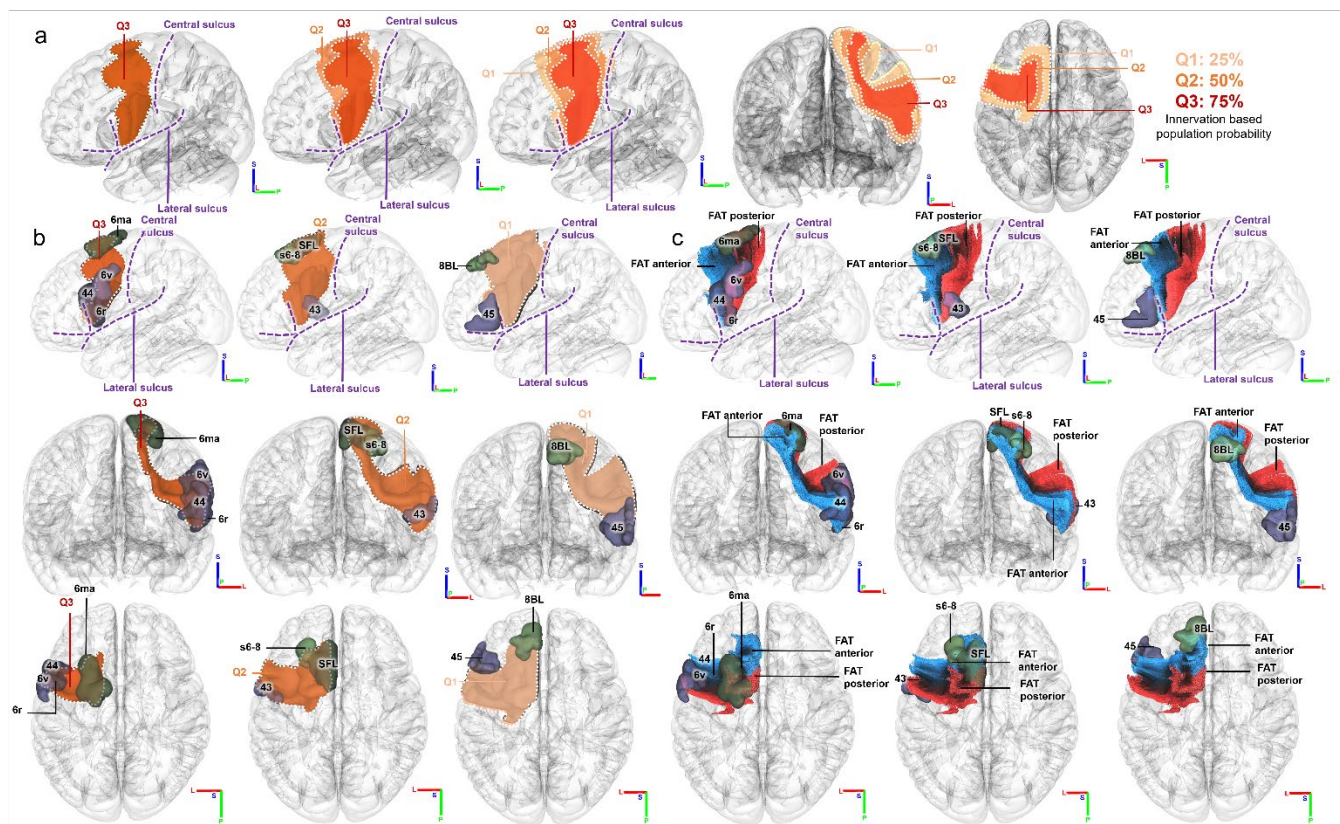 a
Q3
Central sulcus
Lateral sulcus
S
L
P
Q2
Q3
Central sulcus
Lateral sulcus
S
L
P
Q1
Q2
Q3
Central sulcus
Lateral sulcus
S
L
P
Q1
Q2
Q3
S
P
L
Q1
Q2
Q3
L
S
P
Q1: 25%
Q2: 50%
Q3: 75%
Innervation based
population probability
b
Q3
6ma
Central
sulcus
6v
44
6r
Lateral sulcus
S
L
P
Q2
SFL
s6-8
43
S
L
P
Q1
8BL
45
Central
sulcus
Lateral sulcus
S
L
P
c
FAT posterior
6ma
FAT anterior
6v
44
6r
S
L
P
FAT posterior
SFL
s6-8
FAT anterior
43
Central
sulcus
Lateral sulcus
S
L
P
FAT posterior
FAT
anterior
8BL
45
Central
sulcus
Lateral sulcus
S
L
P
Q3
6ma
6v
44
6r
S
P
L
SFL
s6-8
Q2
43
S
P
L
Q1
8BL
45
S
P
L
FAT anterior
6ma
FAT
posterior
6v
44
6r
S
P
L
SFL
s6-8
FAT
posterior
43
FAT anterior
S
P
L
FAT anterior
8BL
FAT
posterior
45
S
P
L
Q3
6ma
44
6v
6r
L
S
P
s6-8
SFL
Q2
43
L
S
P
8BL
45
Q1
L
S
P
6ma
6r
44
6v
FAT
anterior
FAT
posterior
L
S
P
s6-8
SFL
43
FAT
anterior
FAT
posterior
L
S
P
8BL
45
FAT
anterior
FAT
posterior
L
S
P